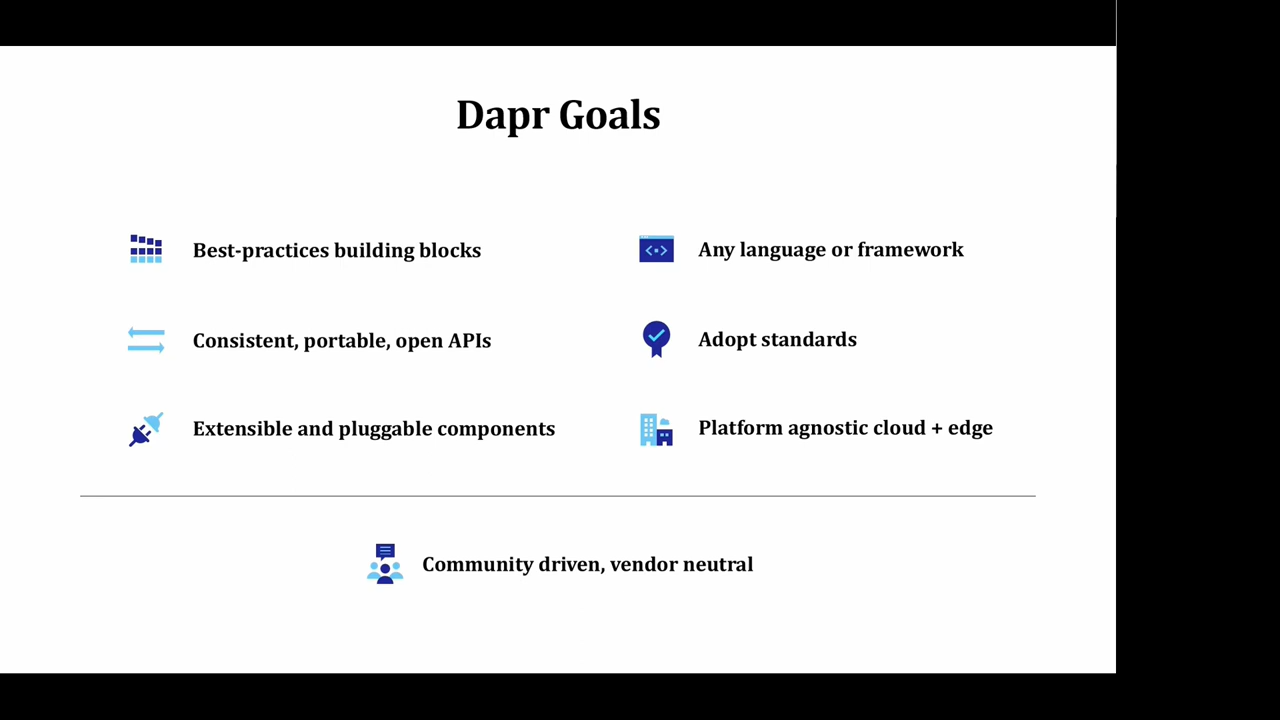 Dapr Goals
Best-practices building blocks
Any language or framework
Consistent, portable, open APIs
Adopt standards
Extensible and pluggable components
Platform agnostic cloud + edge
Community driven, vendor neutral